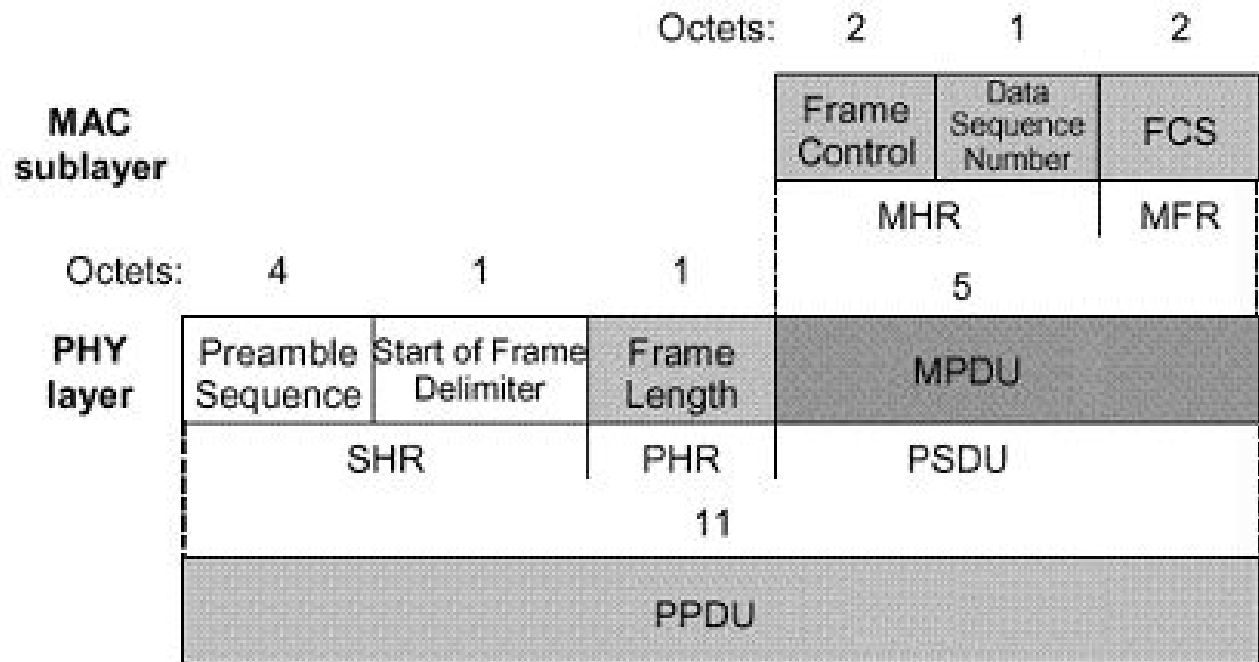 Octets: 2 1 2
MAC sublayer
Frame Control
Data Sequence Number
FCS
MHR MFR
Octets: 4 1 1
5
PHY layer
Preamble Sequence
Start of Frame Delimiter
Frame Length
MPDU
SHR PHR PSDU
11
PPDU